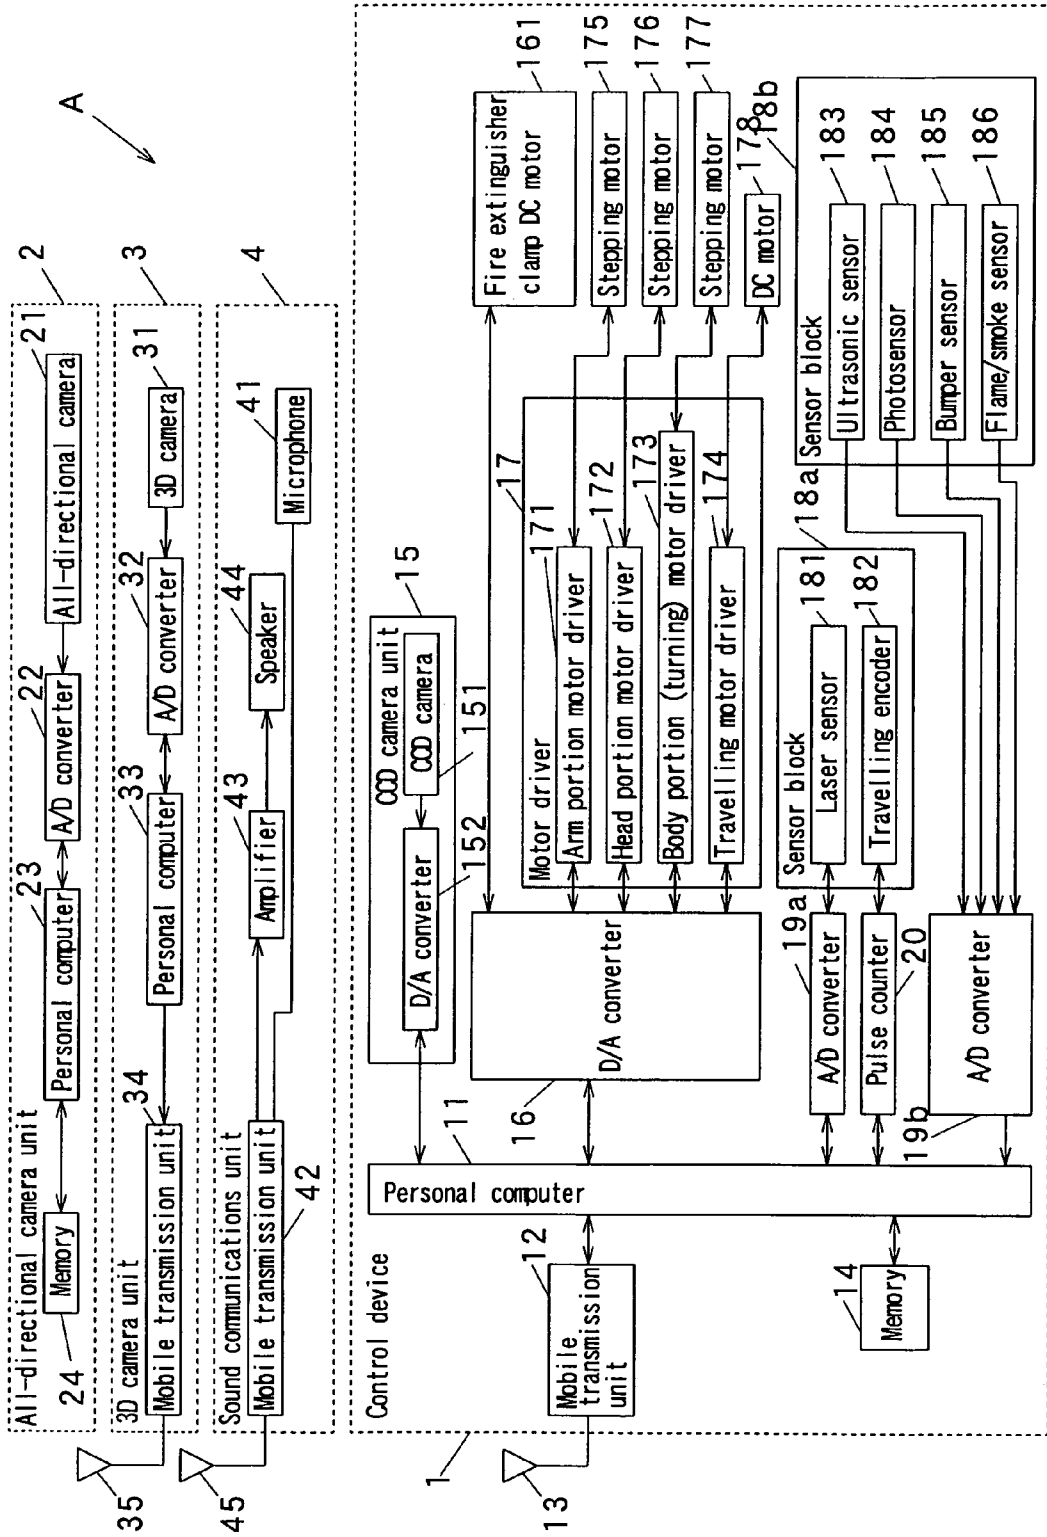 A
All-directional camera unit
2
Memory
24
Personal computer
23
A/D converter
22
All-directional camera
21
3D camera unit
3
35
Mobile transmission unit
34
Personal computer
33
A/D converter
32
3D camera
31
Sound communications unit
4
45
Mobile transmission unit
42
Amplifier
43
Speaker
44
Microphone
41
Control device
1
13
Mobile
transmission
unit
12
Memory
14
Personal computer
11
CCD camera unit
15
D/A converter
152
CCD camera
151
D/A converter
16
Fire extinguisher
clamp DC motor
161
Motor driver
17
Arm portion motor driver
171
Head portion motor driver
172
Body portion (turning) motor driver
173
Travelling motor driver
174
Stepping motor
175
Stepping motor
176
Stepping motor
177
DC motor
178
Sensor block
18a
Laser sensor
181
Travelling encoder
182
A/D converter
19a
Pulse counter
20
A/D converter
19b
Sensor block
18b
Ultrasonic sensor
183
Photosensor
184
Bumper sensor
185
Flame/smoke sensor
186